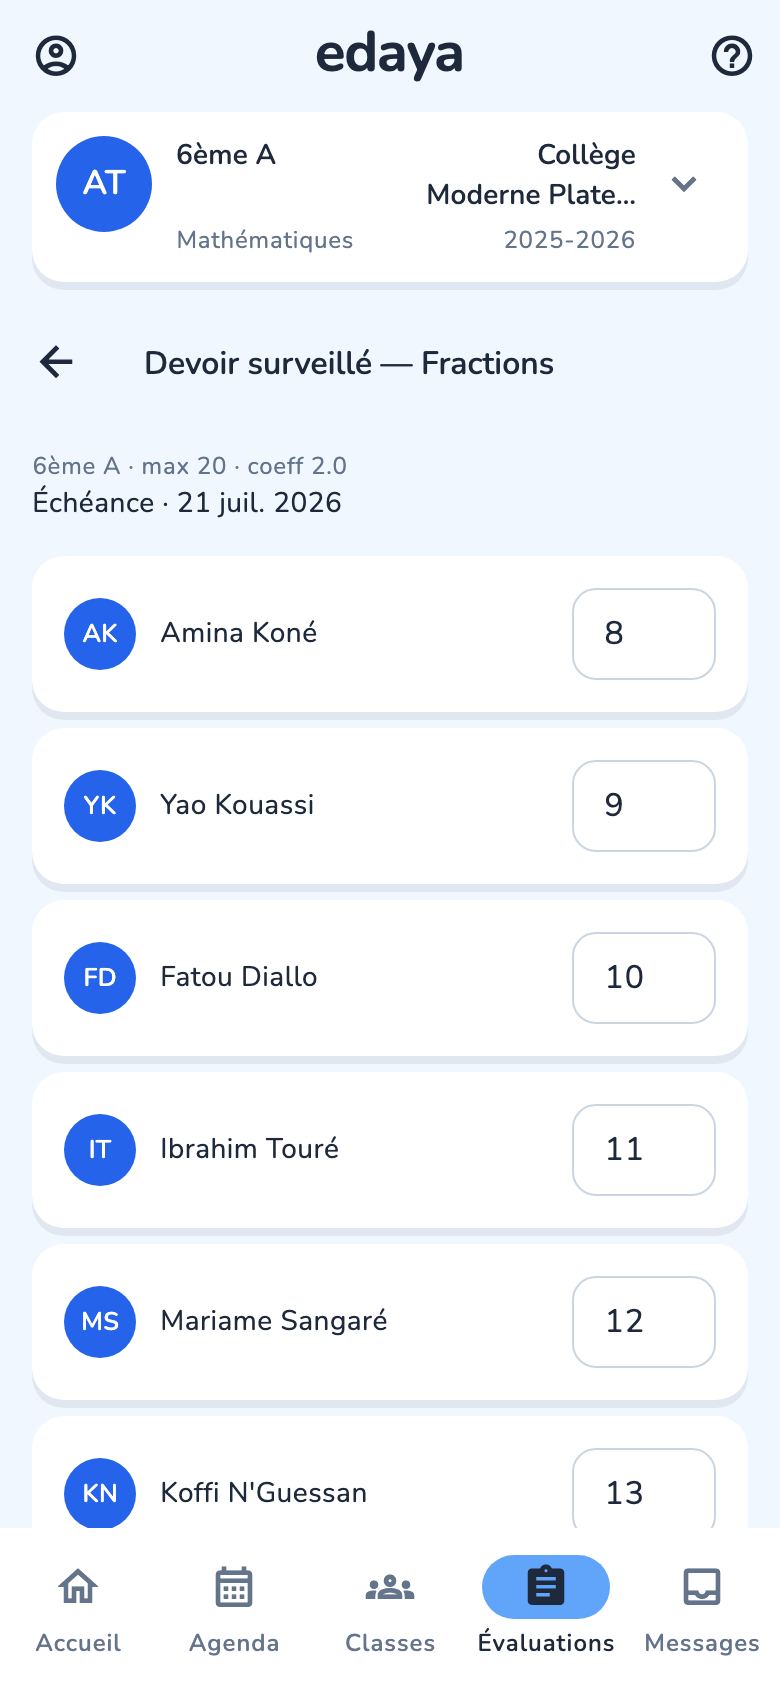 edaya
AT
6ème A
Collège
Moderne Plate...
Mathématiques
2025-2026
Devoir surveillé — Fractions
6ème A · max 20 · coeff 2.0
Échéance · 21 juil. 2026
AK Amina Koné 8
YK Yao Kouassi 9
FD Fatou Diallo 10
IT Ibrahim Touré 11
MS Mariame Sangaré 12
KN Koffi N'Guessan 13
Accueil Agenda Classes Évaluations Messages